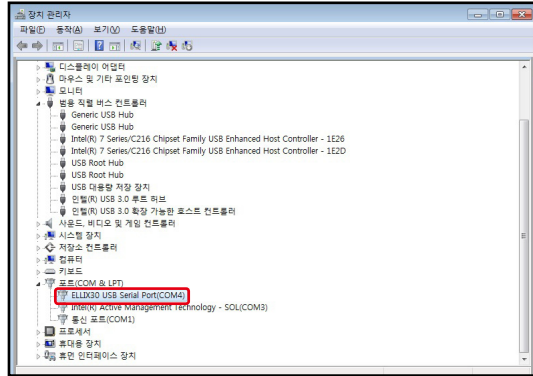 장치 관리자
파일(F) 동작(A) 보기(V) 도움말(H)
디스플레이 어댑터
마우스 및 기타 포인팅 장치
모니터
범용 직렬 버스 컨트롤러
Generic USB Hub
Generic USB Hub
Intel(R) 7 Series/C216 Chipset Family USB Enhanced Host Controller - 1E26
Intel(R) 7 Series/C216 Chipset Family USB Enhanced Host Controller - 1E2D
USB Root Hub
USB Root Hub
USB 대용량 저장 장치
인텔(R) USB 3.0 루트 허브
인텔(R) USB 3.0 확장 가능한 호스트 컨트롤러
사운드, 비디오 및 게임 컨트롤러
시스템 장치
저장소 컨트롤러
컴퓨터
키보드
포트(COM & LPT)
ELLIX30 USB Serial Port(COM4)
Intel(R) Active Management Technology - SOL(COM3)
통신 포트(COM1)
프로세서
휴대용 장치
휴먼 인터페이스 장치